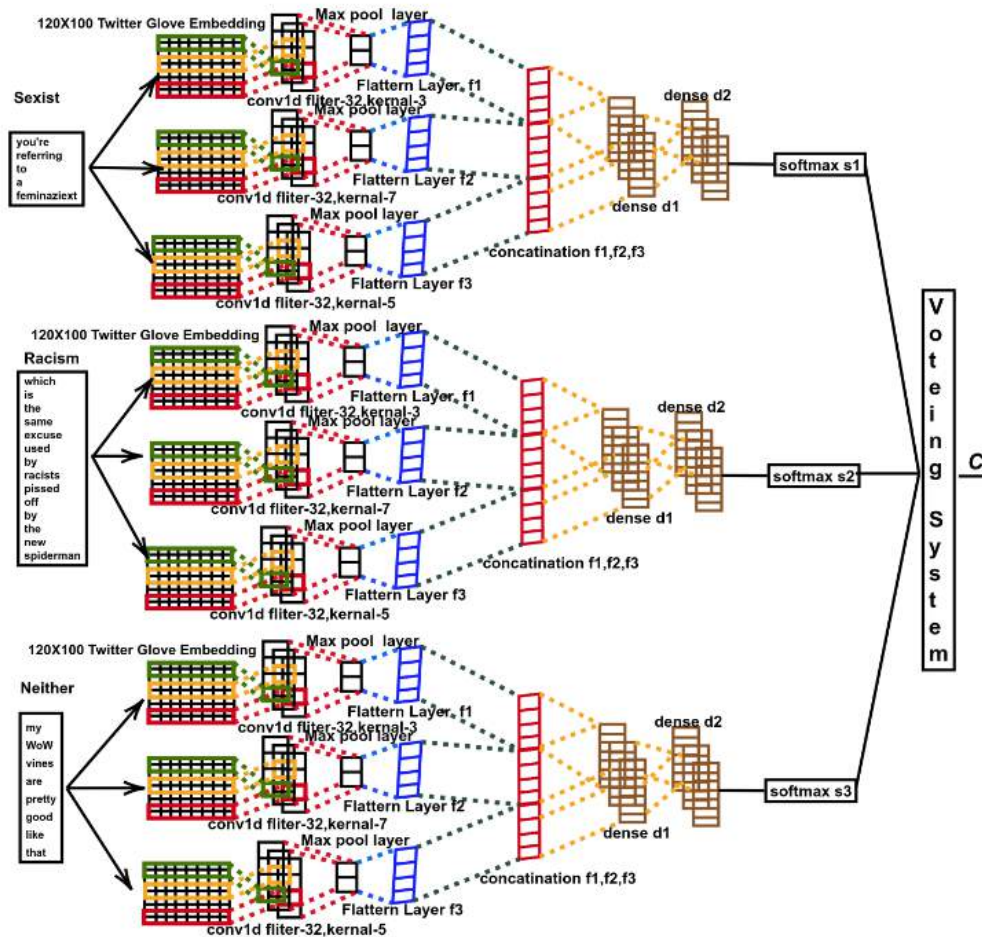 120X100 Twitter Glove Embedding
Max pool layer
Flattern Layer f1
conv1d fliter-32,kernal-3
Sexist
you're
referring
to
a
feminaziext
Max pool layer
Flattern Layer f2
conv1d fliter-32,kernal-7
Max pool layer
Flattern Layer f3
conv1d fliter-32,kernal-5
concatination f1,f2,f3
dense d1
dense d2
softmax s1
120X100 Twitter Glove Embedding
Max pool layer
Flattern Layer f1
conv1d fliter-32,kernal-3
Racism
which
is
the
same
excuse
used
by
racists
pissed
off
by
the
new
spiderman
Max pool layer
Flattern Layer f2
conv1d fliter-32,kernal-7
Max pool layer
Flattern Layer f3
conv1d fliter-32,kernal-5
concatination f1,f2,f3
dense d1
dense d2
softmax s2
120X100 Twitter Glove Embedding
Max pool layer
Flattern Layer f1
conv1d fliter-32,kernal-3
Neither
my
WoW
vines
are
pretty
good
like
that
Max pool layer
Flattern Layer f2
conv1d fliter-32,kernal-7
Max pool layer
Flattern Layer f3
conv1d fliter-32,kernal-5
concatination f1,f2,f3
dense d1
dense d2
softmax s3
Voteing System
C